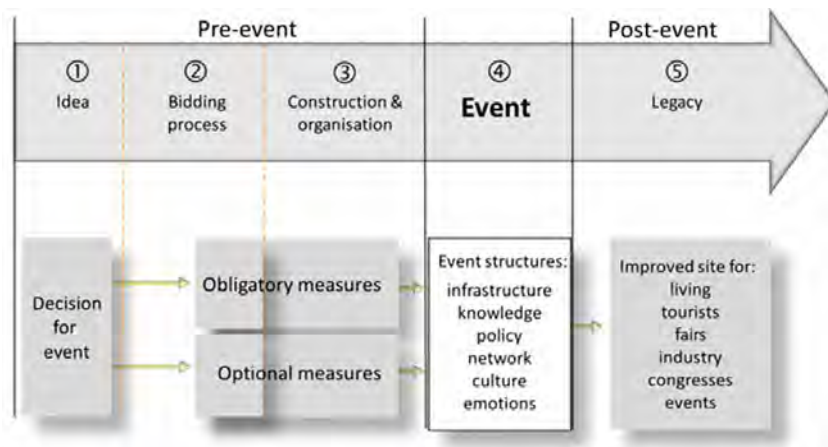 Pre-event
Post-event
①
Idea
②
Bidding
process
③
Construction &
organisation
④
Event
⑤
Legacy
Decision
for
event
Obligatory measures
Optional measures
Event structures:
infrastructure
knowledge
policy
network
culture
emotions
Improved site for:
living
tourists
fairs
industry
congresses
events